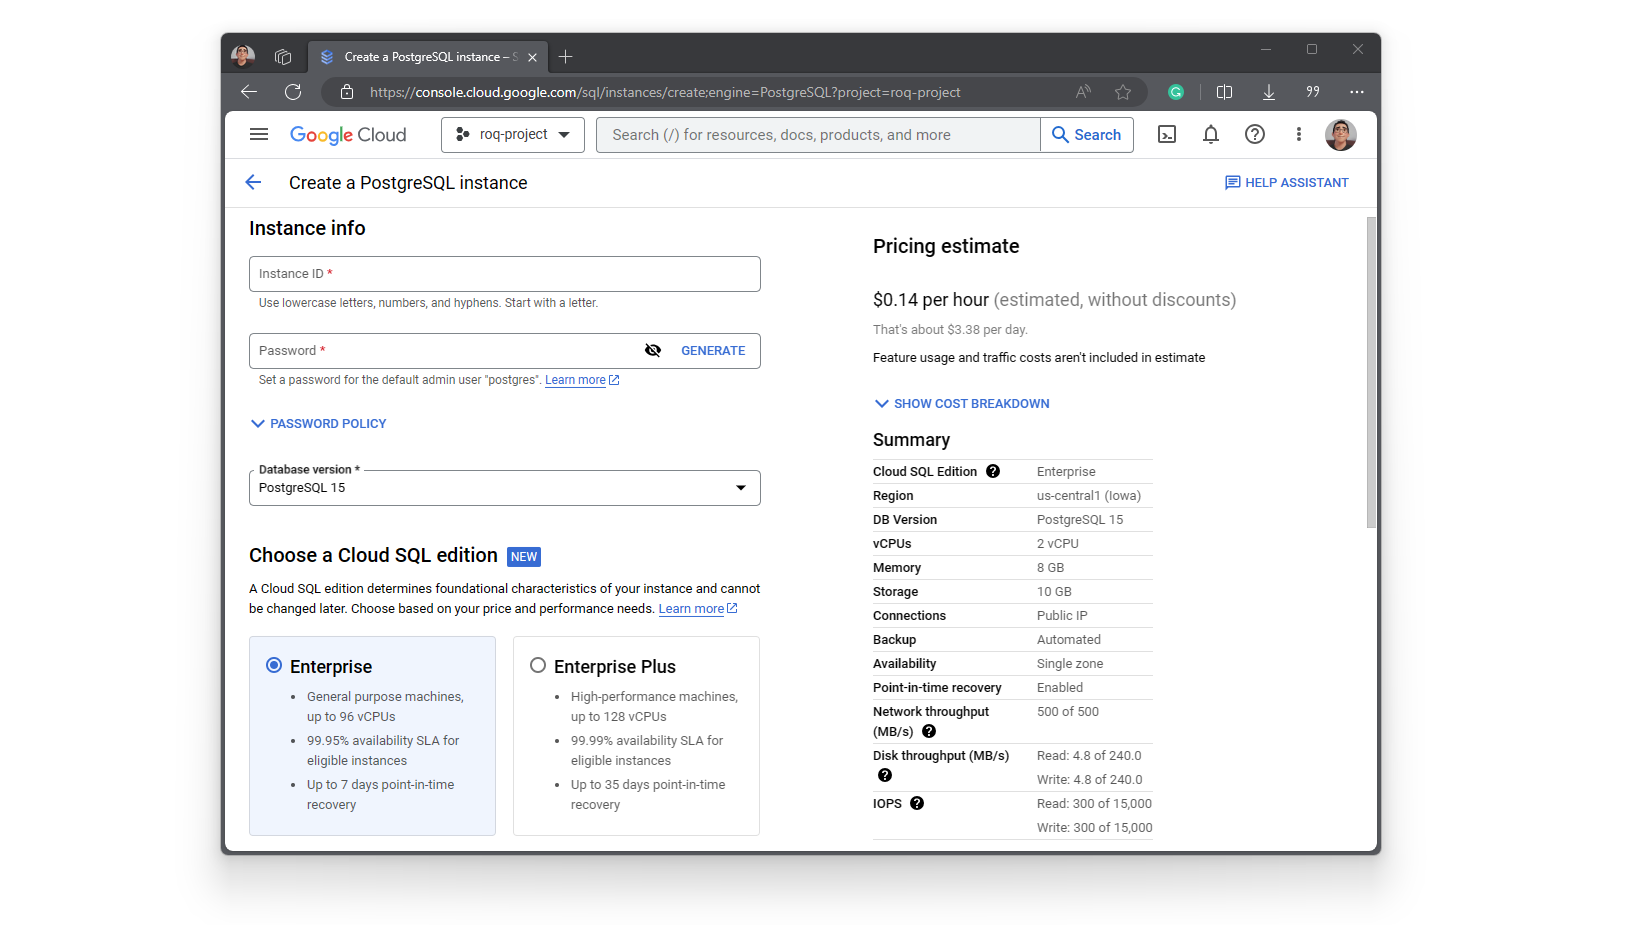 Create a PostgreSQL instance – S
https://console.cloud.google.com/sql/instances/create;engine=PostgreSQL?project=roq-project
Google Cloud
roq-project
Search (/) for resources, docs, products, and more
Search
Create a PostgreSQL instance
HELP ASSISTANT
Instance info
Instance ID *
Use lowercase letters, numbers, and hyphens. Start with a letter.
Password *
GENERATE
Set a password for the default admin user "postgres". Learn more
PASSWORD POLICY
Database version *
PostgreSQL 15
Choose a Cloud SQL edition NEW
A Cloud SQL edition determines foundational characteristics of your instance and cannot
be changed later. Choose based on your price and performance needs. Learn more
Enterprise
• General purpose machines,
up to 96 vCPUs
• 99.95% availability SLA for
eligible instances
• Up to 7 days point-in-time
recovery
Enterprise Plus
• High-performance machines,
up to 128 vCPUs
• 99.99% availability SLA for
eligible instances
• Up to 35 days point-in-time
recovery
Pricing estimate
$0.14 per hour (estimated, without discounts)
That's about $3.38 per day.
Feature usage and traffic costs aren't included in estimate
SHOW COST BREAKDOWN
Summary
Cloud SQL Edition Enterprise
Region us-central1 (Iowa)
DB Version PostgreSQL 15
vCPUs 2 vCPU
Memory 8 GB
Storage 10 GB
Connections Public IP
Backup Automated
Availability Single zone
Point-in-time recovery Enabled
Network throughput 500 of 500
(MB/s)
Disk throughput (MB/s) Read: 4.8 of 240.0
Write: 4.8 of 240.0
IOPS Read: 300 of 15,000
Write: 300 of 15,000